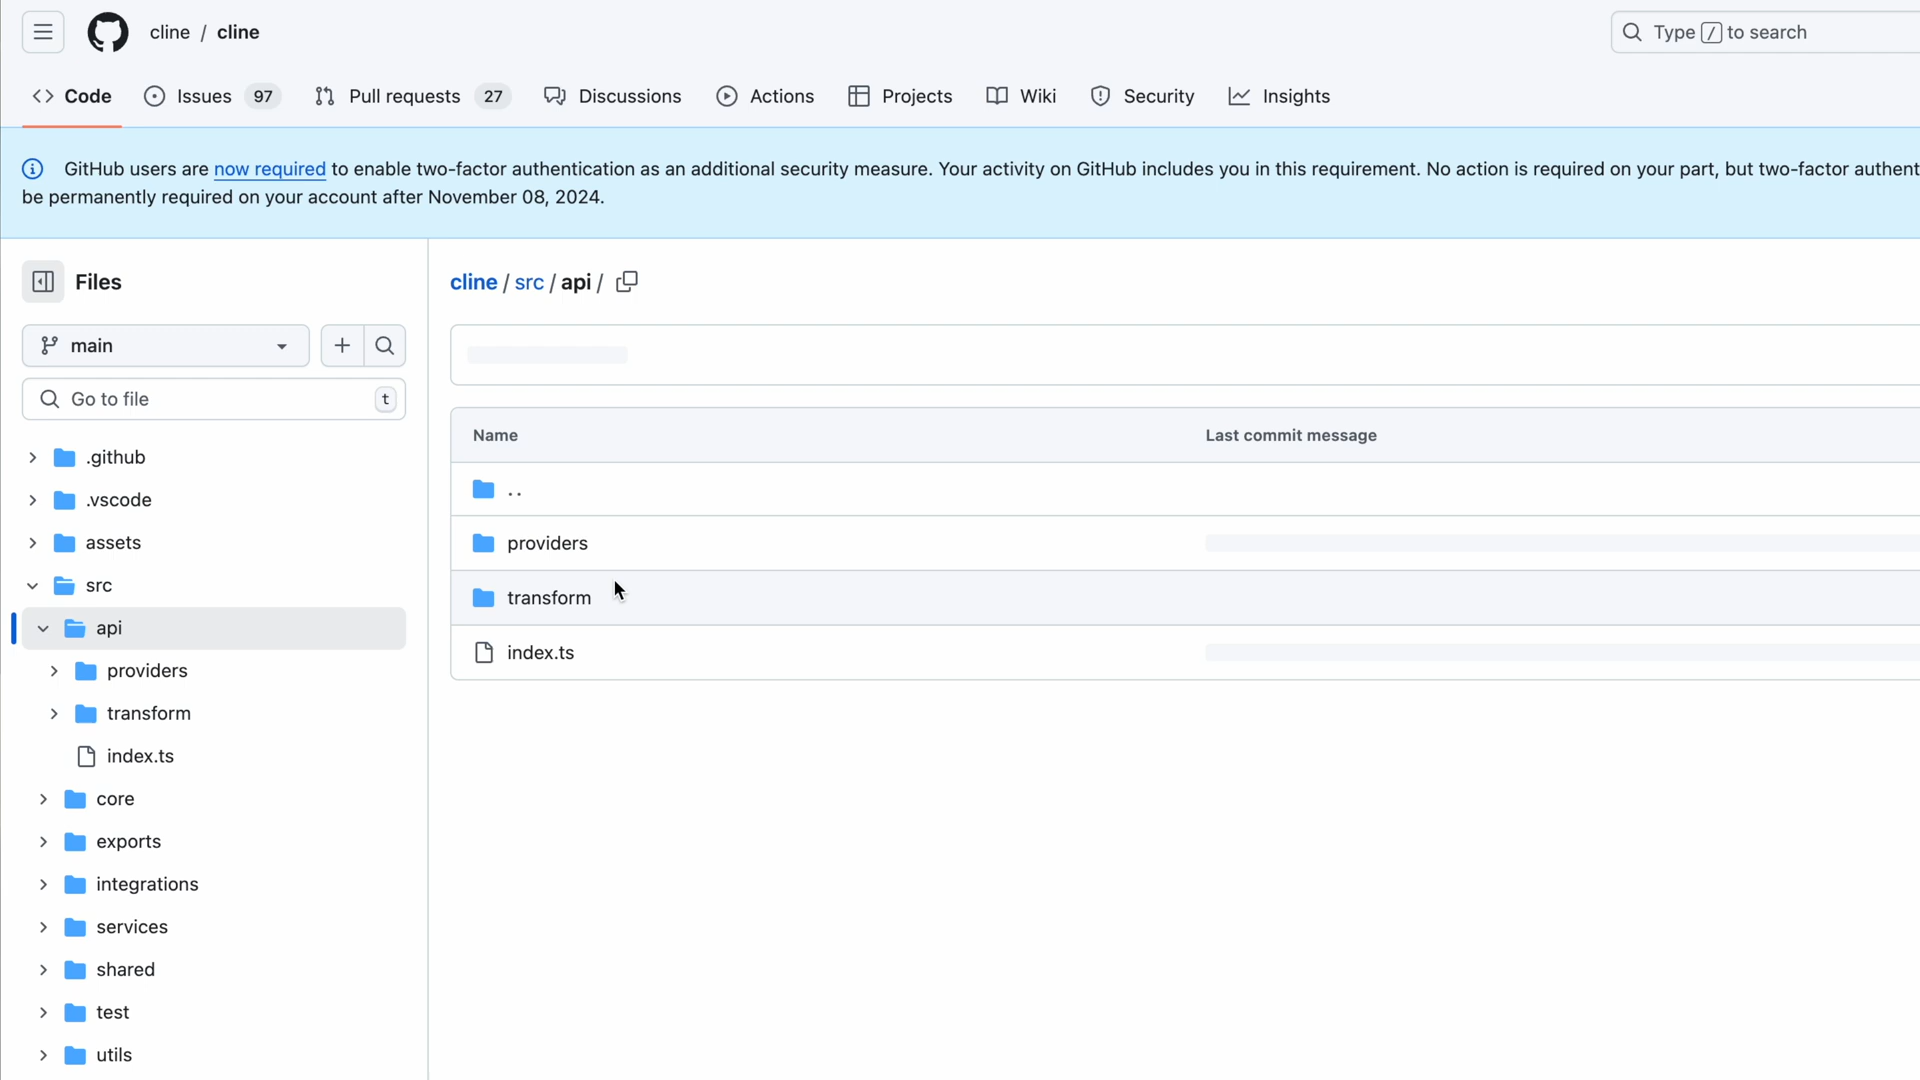 cline / cline
Type / to search
Code
Issues 97
Pull requests 27
Discussions
Actions
Projects
Wiki
Security
Insights
GitHub users are now required to enable two-factor authentication as an additional security measure. Your activity on GitHub includes you in this requirement. No action is required on your part, but two-factor authent
be permanently required on your account after November 08, 2024.
Files
main
Go to file t
.github
.vscode
assets
src
api
providers
transform
index.ts
core
exports
integrations
services
shared
test
utils
cline / src / api /
Name Last commit message
..
providers
transform
index.ts